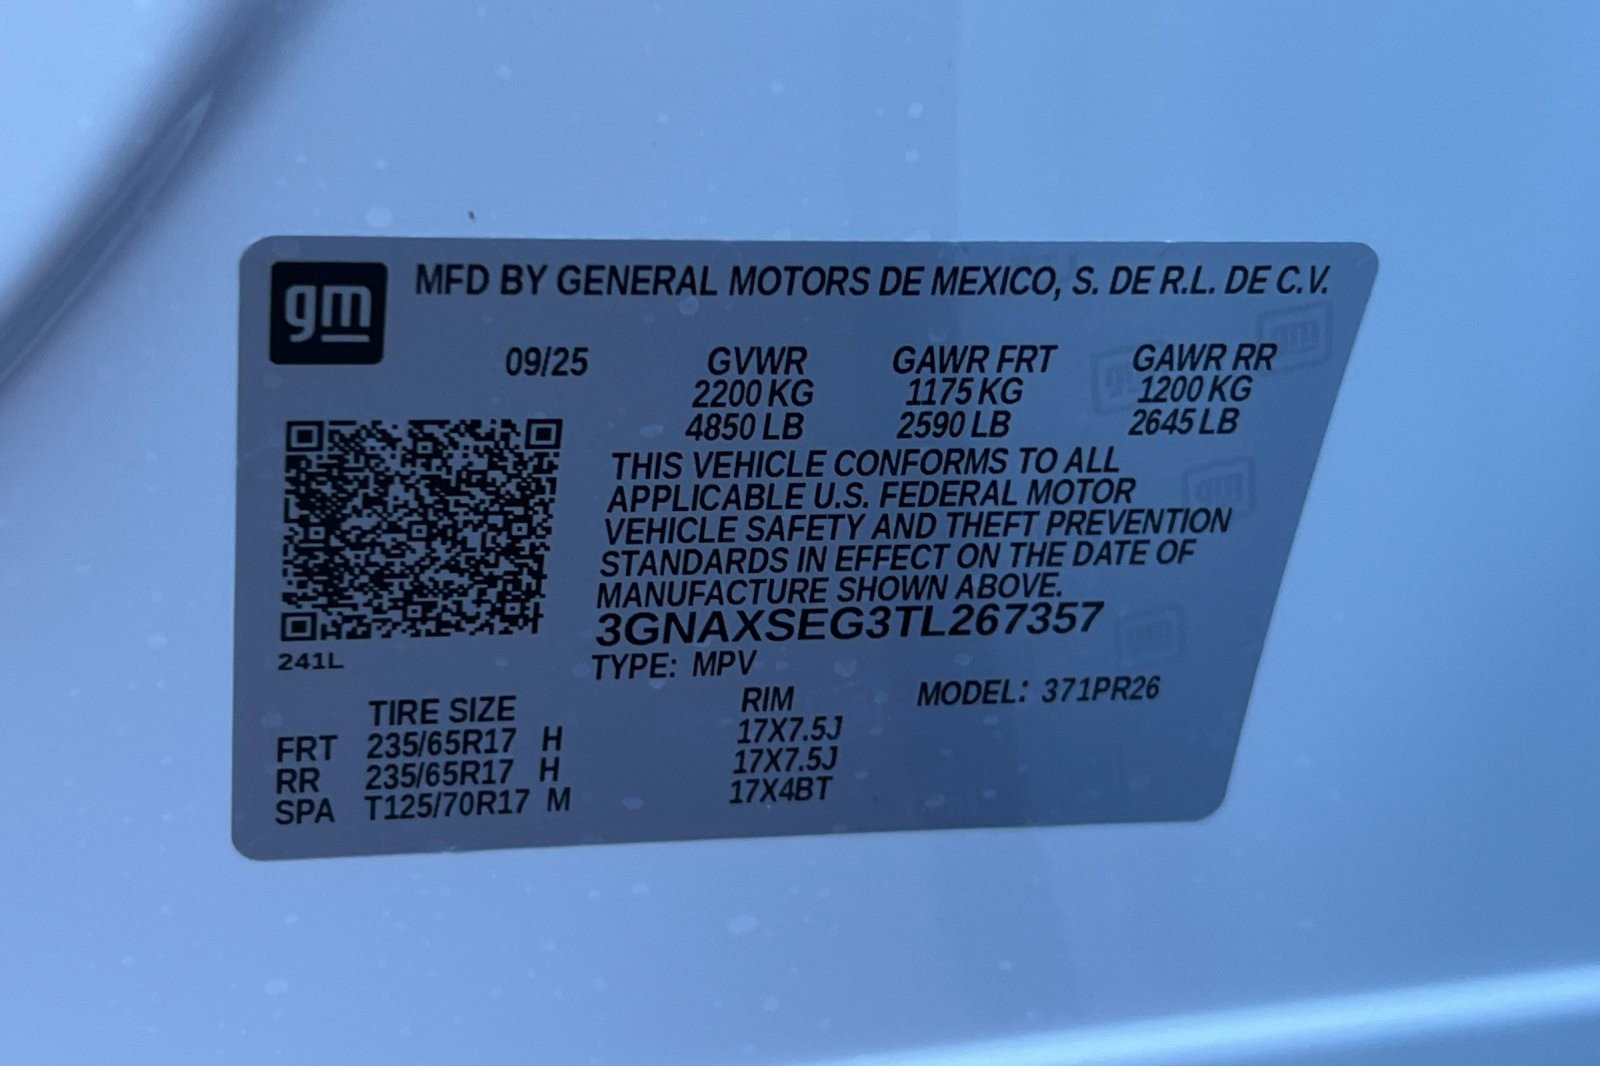 gm MFD BY GENERAL MOTORS DE MEXICO, S. DE R.L. DE C.V.
09/25 GVWR GAWR FRT GAWR RR
2200 KG 1175 KG 1200 KG
4850 LB 2590 LB 2645 LB
THIS VEHICLE CONFORMS TO ALL
APPLICABLE U.S. FEDERAL MOTOR
VEHICLE SAFETY AND THEFT PREVENTION
STANDARDS IN EFFECT ON THE DATE OF
MANUFACTURE SHOWN ABOVE.
3GNAXSEG3TL267357
241L TYPE: MPV
TIRE SIZE RIM MODEL: 371PR26
FRT 235/65R17 H 17X7.5J
RR 235/65R17 H 17X7.5J
SPA T125/70R17 M 17X4BT